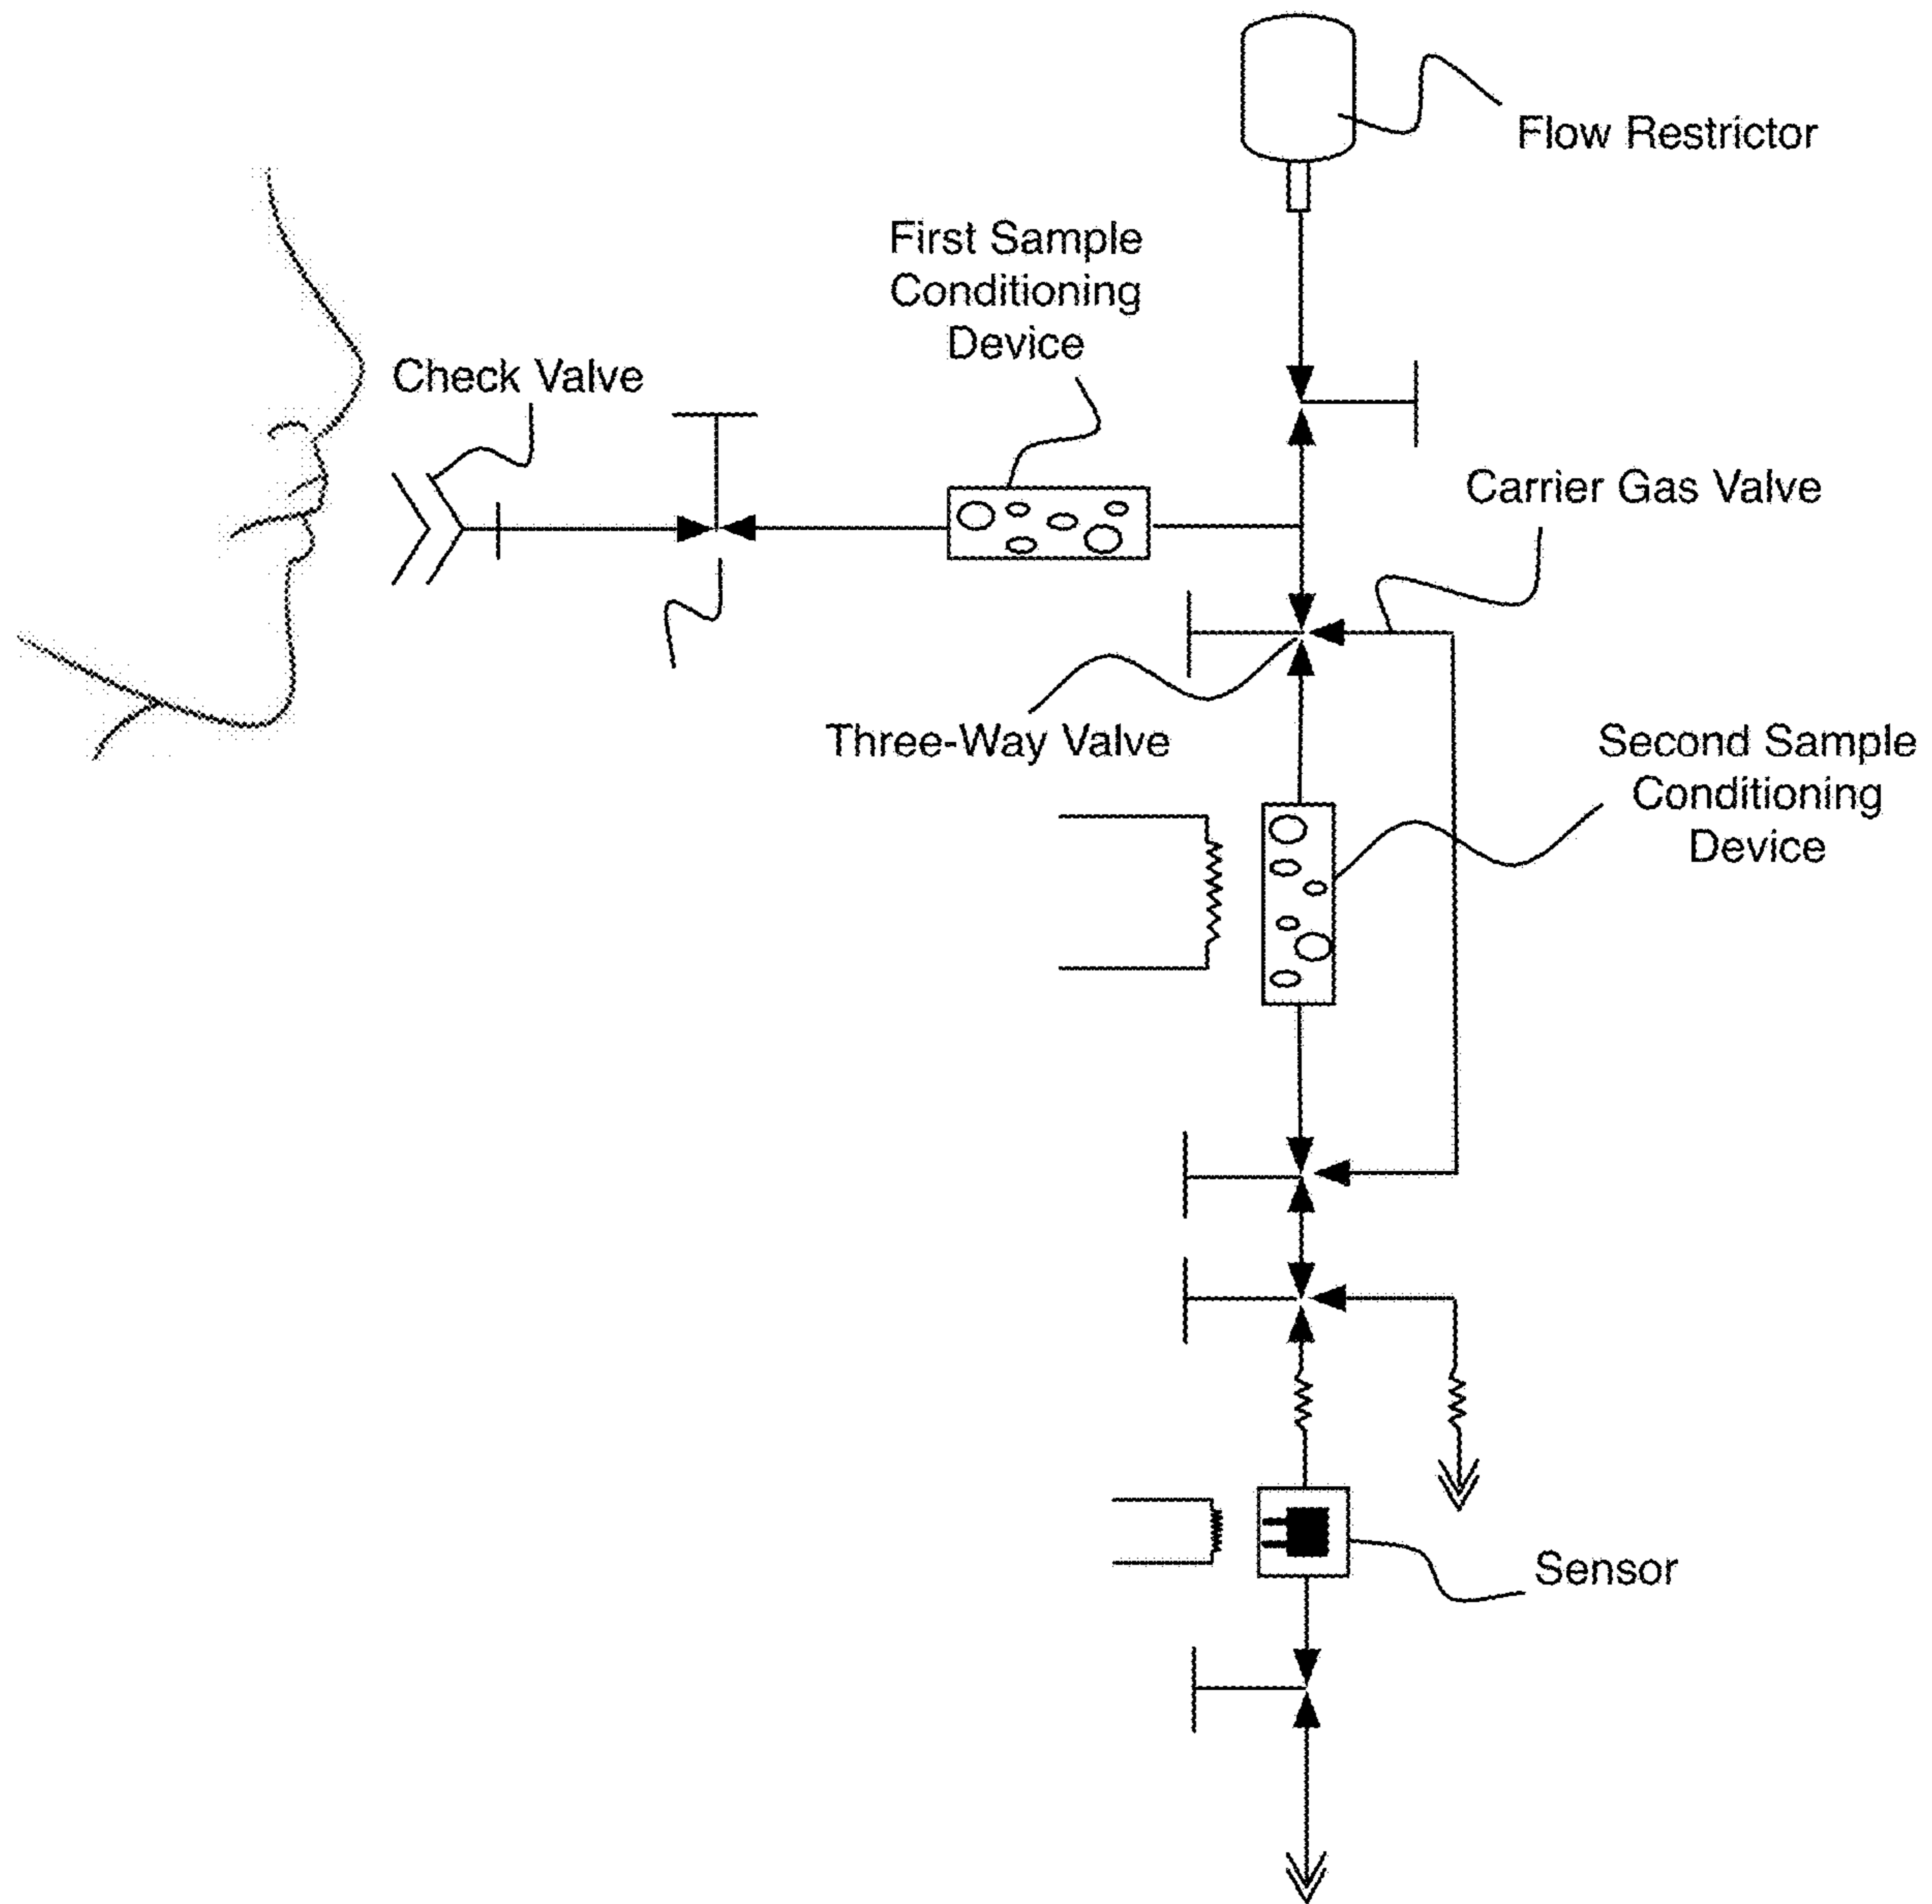 Flow Restrictor
First Sample
Conditioning
Device
Check Valve
Carrier Gas Valve
Three-Way Valve
Second Sample
Conditioning
Device
Sensor